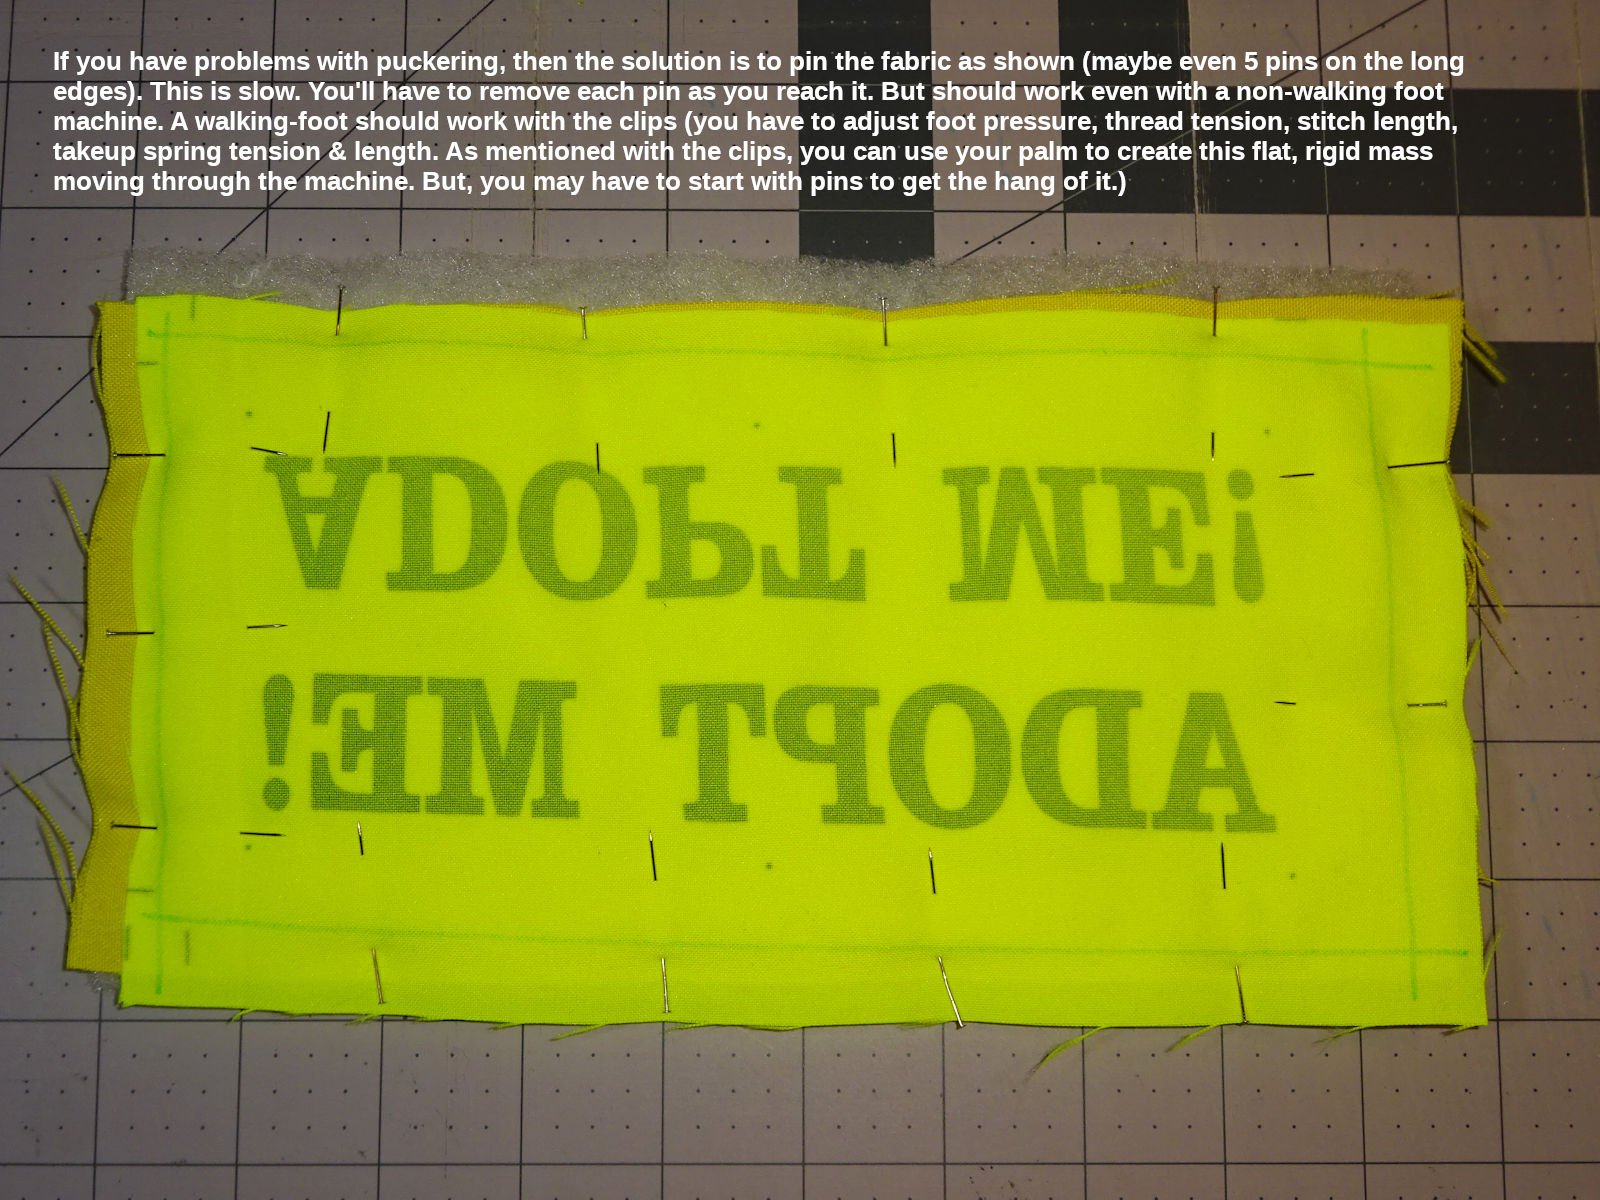 If you have problems with puckering, then the solution is to pin the fabric as shown (maybe even 5 pins on the long
edges). This is slow. You'll have to remove each pin as you reach it. But should work even with a non-walking foot
machine. A walking-foot should work with the clips (you have to adjust foot pressure, thread tension, stitch length,
takeup spring tension & length. As mentioned with the clips, you can use your palm to create this flat, rigid mass
moving through the machine. But, you may have to start with pins to get the hang of it.)
ADOPT ME!
ADOPT ME!